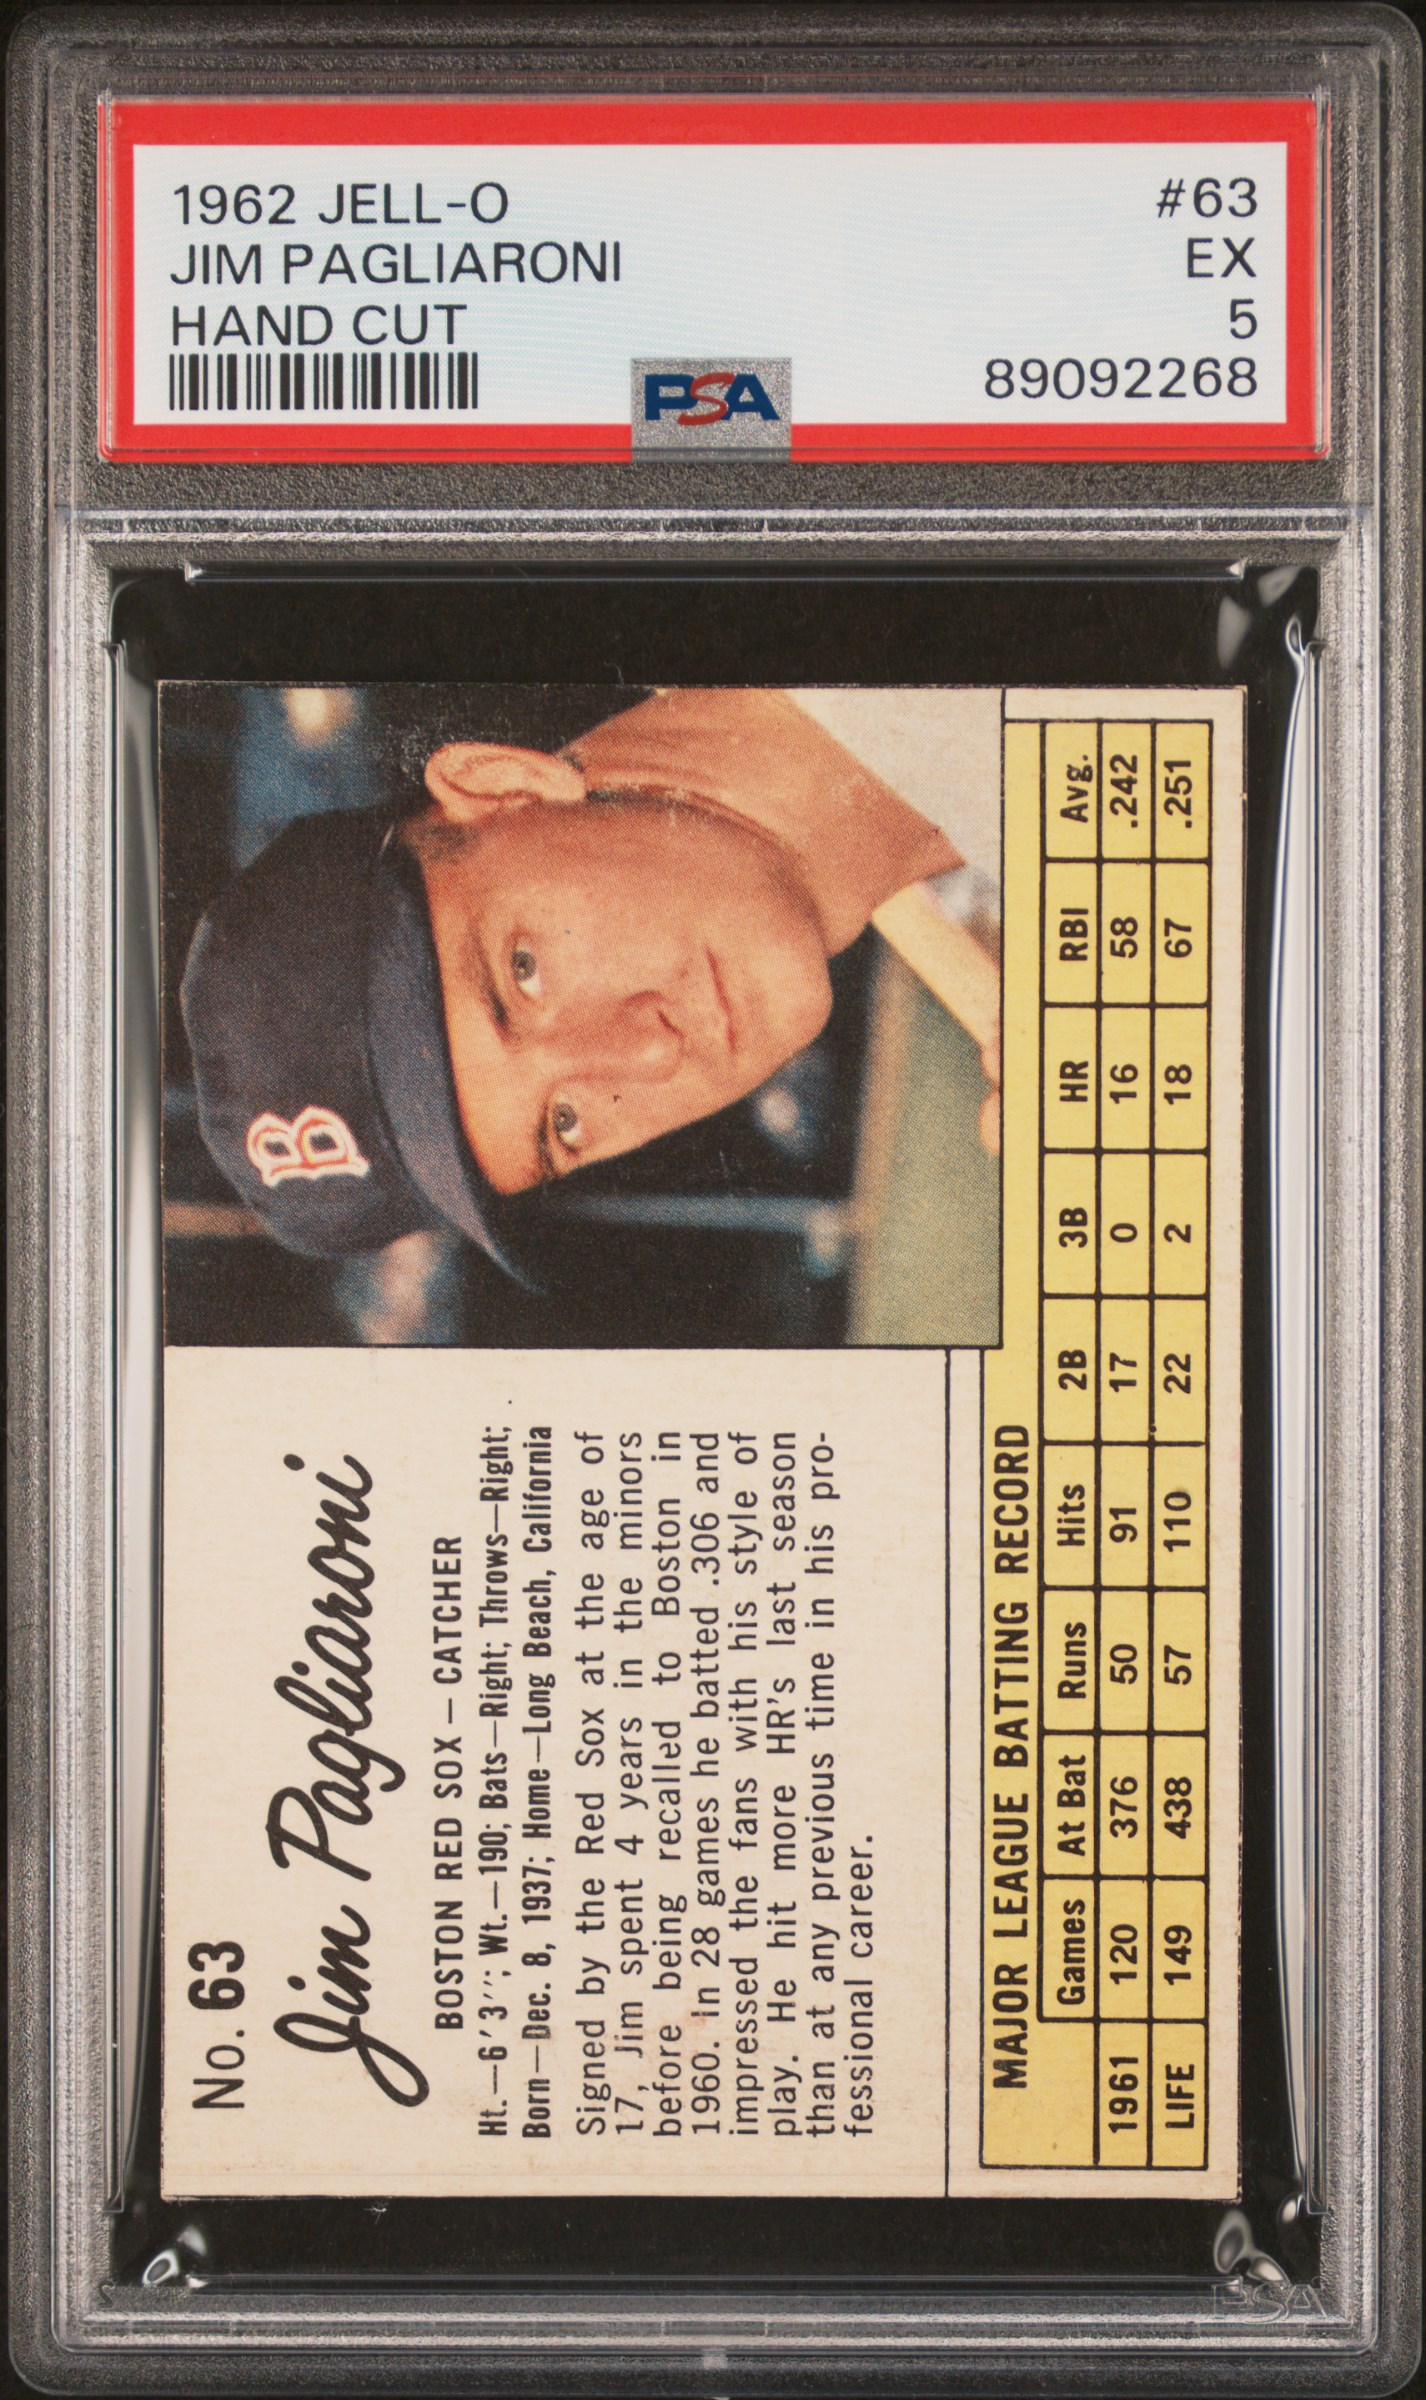 1962 JELL-O #63
JIM PAGLIARONI EX
HAND CUT 5
89092268
PSA
B
No. 63
Jim Pagliaroni
BOSTON RED SOX — CATCHER
Ht.—6'3''; Wt.—190; Bats—Right; Throws—Right;
Born—Dec. 8, 1937; Home—Long Beach, California
Signed by the Red Sox at the age of
17, Jim spent 4 years in the minors
before being recalled to Boston in
1960. In 28 games he batted .306 and
impressed the fans with his style of
play. He hit more HR's last season
than at any previous time in his pro-
fessional career.
MAJOR LEAGUE BATTING RECORD
Games At Bat Runs Hits 2B 3B HR RBI Avg.
1961 120 376 50 91 17 0 16 58 .242
LIFE 149 438 57 110 22 2 18 67 .251
PSA